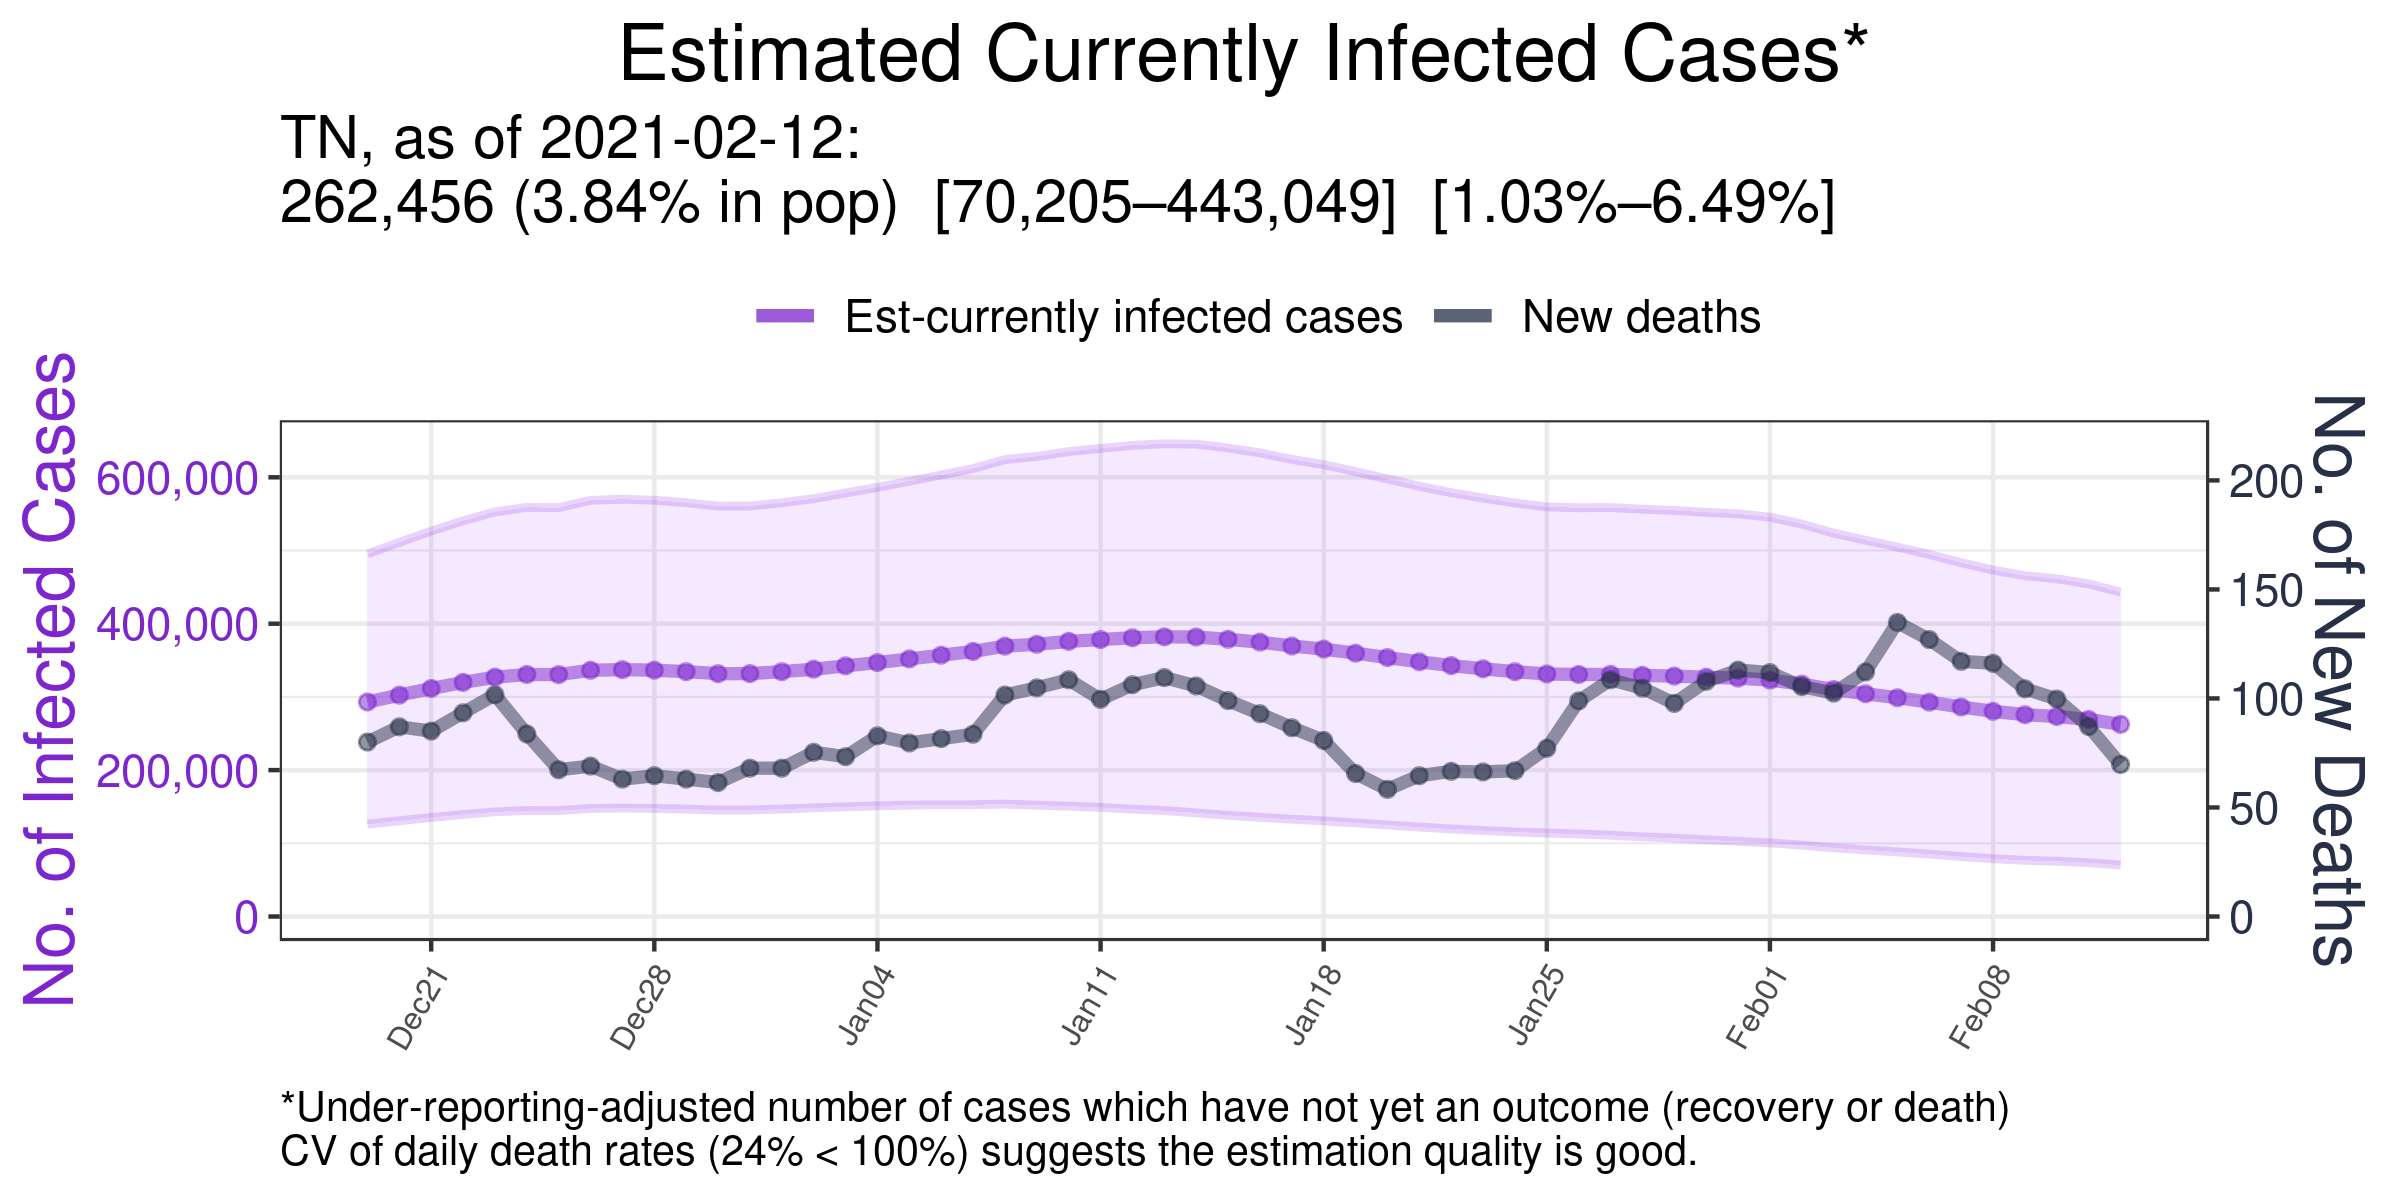 Estimated Currently Infected Cases*
TN, as of 2021-02-12:
262,456 (3.84% in pop)  [70,205–443,049]  [1.03%–6.49%]
Est-currently infected cases
New deaths
No. of Infected Cases
600,000
400,000
200,000
0
200
150
100
50
0
No. of New Deaths
Dec21
Dec28
Jan04
Jan11
Jan18
Jan25
Feb01
Feb08
*Under-reporting-adjusted number of cases which have not yet an outcome (recovery or death)
CV of daily death rates (24% < 100%) suggests the estimation quality is good.